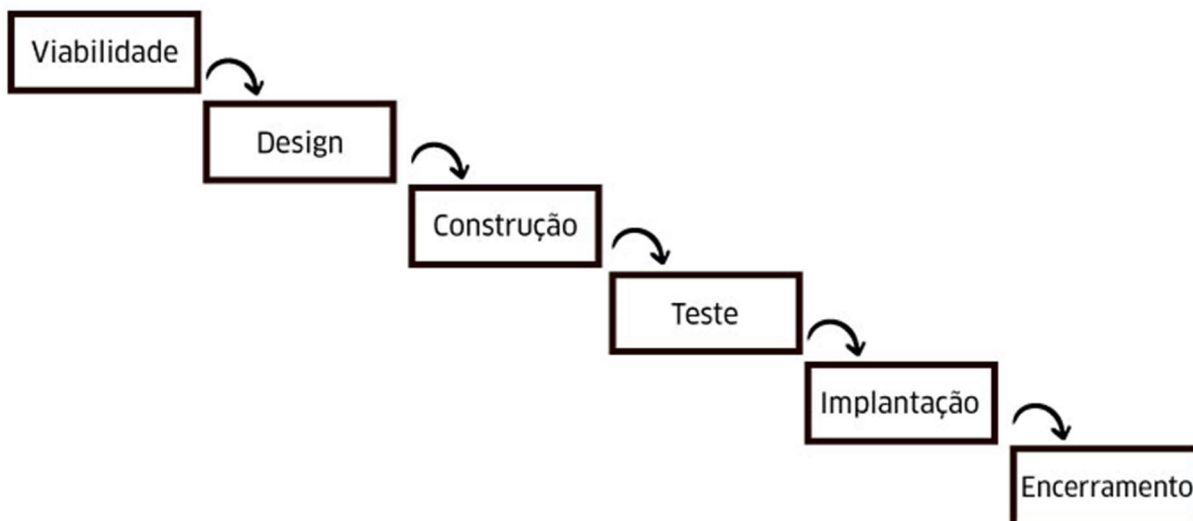 Viabilidade
Design
Construção
Teste
Implantação
Encerramento